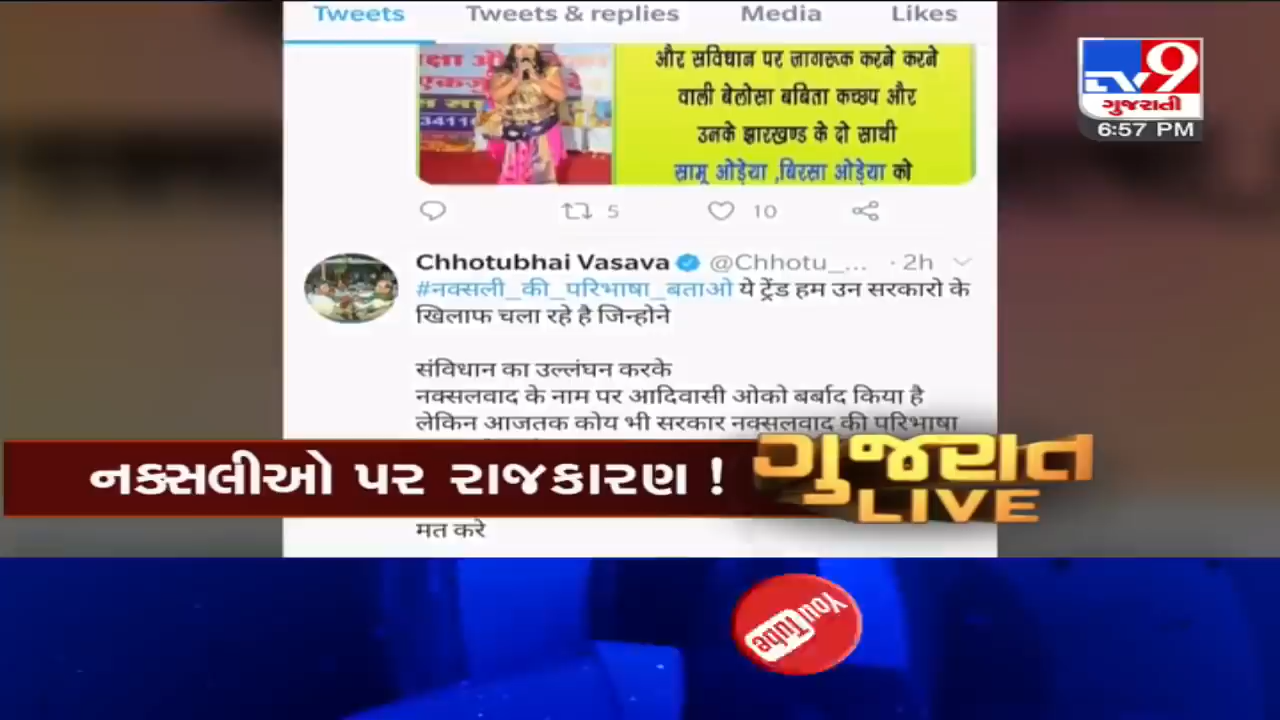 Tweets Tweets & replies Media Likes
और संविधान पर जागरूक करने करने
वाली बेलोसा बबिता कच्छप और
उनके झारखण्ड के दो साथी
सामू ओड़ेया ,बिरसा ओड़ेया को
5 10
TV9
ગુજરાતી
6:57 PM
Chhotubhai Vasava @Chhotu_... · 2h
#नक्सली_की_परिभाषा_बताओ ये ट्रेंड हम उन सरकारो के
खिलाफ चला रहे है जिन्होने
संविधान का उल्लंघन करके
नक्सलवाद के नाम पर आदिवासी ओको बर्बाद किया है
लेकिन आजतक कोय भी सरकार नक्सलवाद की परिभाषा
નક્સલીઓ પર રાજકારણ !
ગુજરાત
LIVE
मत करे
YouTube